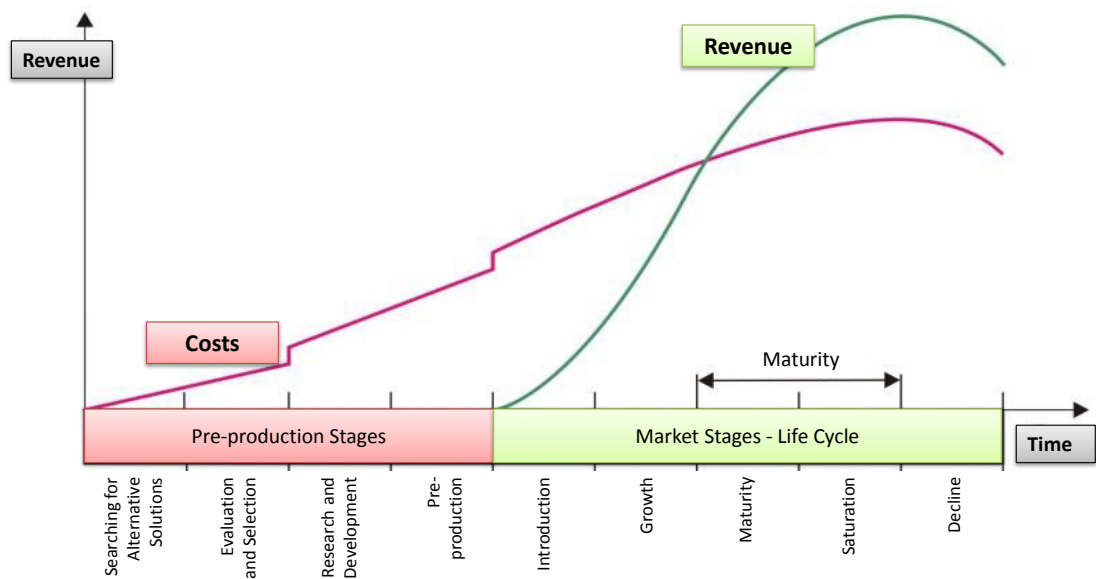 Revenue
Revenue
Costs
Maturity
Pre-production Stages
Market Stages - Life Cycle
Time
Searching for
Alternative
Solutions
Evaluation
and Selection
Research and
Development
Pre-
production
Introduction
Growth
Maturity
Saturation
Decline